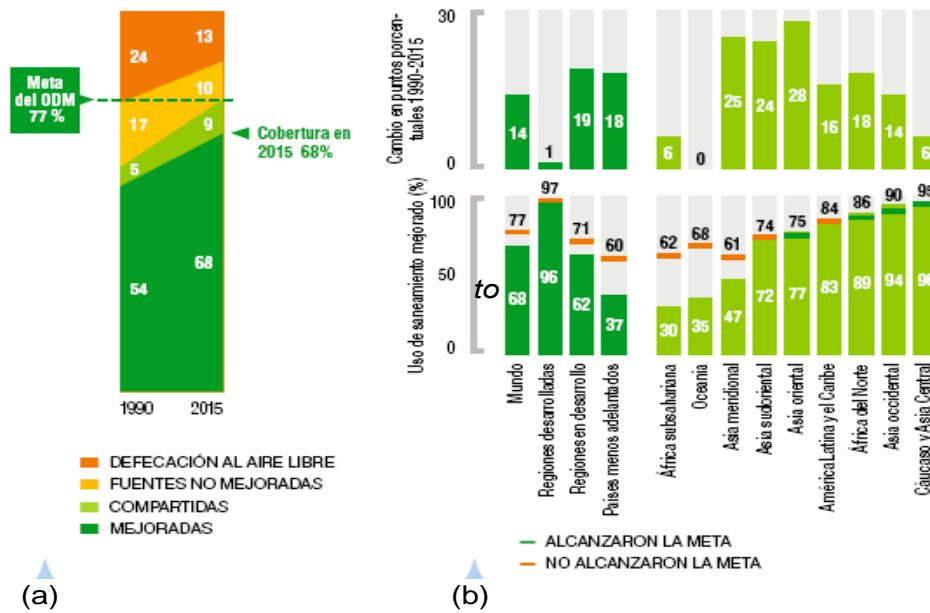 24
13
Meta
del ODM
77 %
10
17
9
Cobertura en
2015 68%
5
68
54
1990
2015
DEFECACIÓN AL AIRE LIBRE
FUENTES NO MEJORADAS
COMPARTIDAS
MEJORADAS
(a)
Cambio en puntos porcen-
tuales 1990-2015
30
0
14
1
19
18
6
0
25
24
28
16
18
14
6
Uso de saneamiento mejorado (%)
100
50
0
to
77
97
71
60
62
68
61
74
75
84
86
90
95
68
96
62
37
30
35
47
72
77
83
89
94
96
Mundo
Regiones desarrolladas
Regiones en desarrollo
Países menos adelantados
África subsahariana
Oceanía
Asia meridional
Asia sudoriental
Asia oriental
América Latina y el Caribe
África del Norte
Asia occidental
Cáucaso y Asia Central
ALCANZARON LA META
NO ALCANZARON LA META
(b)